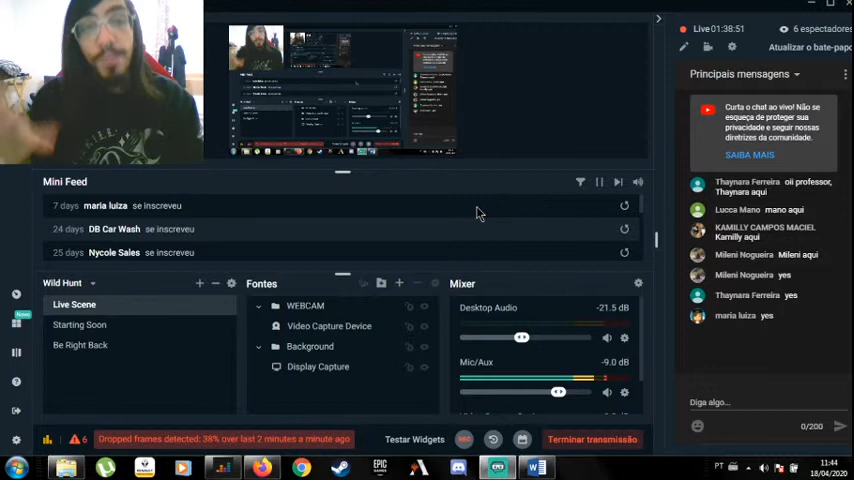 Live 01:38:51
6 espectadores
Atualizar o bate-papo
Principais mensagens
Curta o chat ao vivo! Não se
esqueça de proteger sua
privacidade e seguir nossas
diretrizes da comunidade.
SAIBA MAIS
Thaynara Ferreira oii professor,
Thaynara aqui
Lucca Mano mano aqui
KAMILLY CAMPOS MACIEL
Kamilly aqui
Mileni Nogueira Mileni aqui
Mileni Nogueira yes
Thaynara Ferreira yes
maria luiza yes
Diga algo...
0/200
Mini Feed
7 days maria luiza se inscreveu
24 days DB Car Wash se inscreveu
25 days Nycole Sales se inscreveu
Wild Hunt
Live Scene
Starting Soon
Be Right Back
Novo
Fontes
WEBCAM
Video Capture Device
Background
Display Capture
Mixer
Desktop Audio -21.5 dB
Mic/Aux -9.0 dB
6
Dropped frames detected: 38% over last 2 minutes a minute ago
Testar Widgets
REC
Terminar transmissão
EPIC
GAMES
PT
11:44
18/04/2020